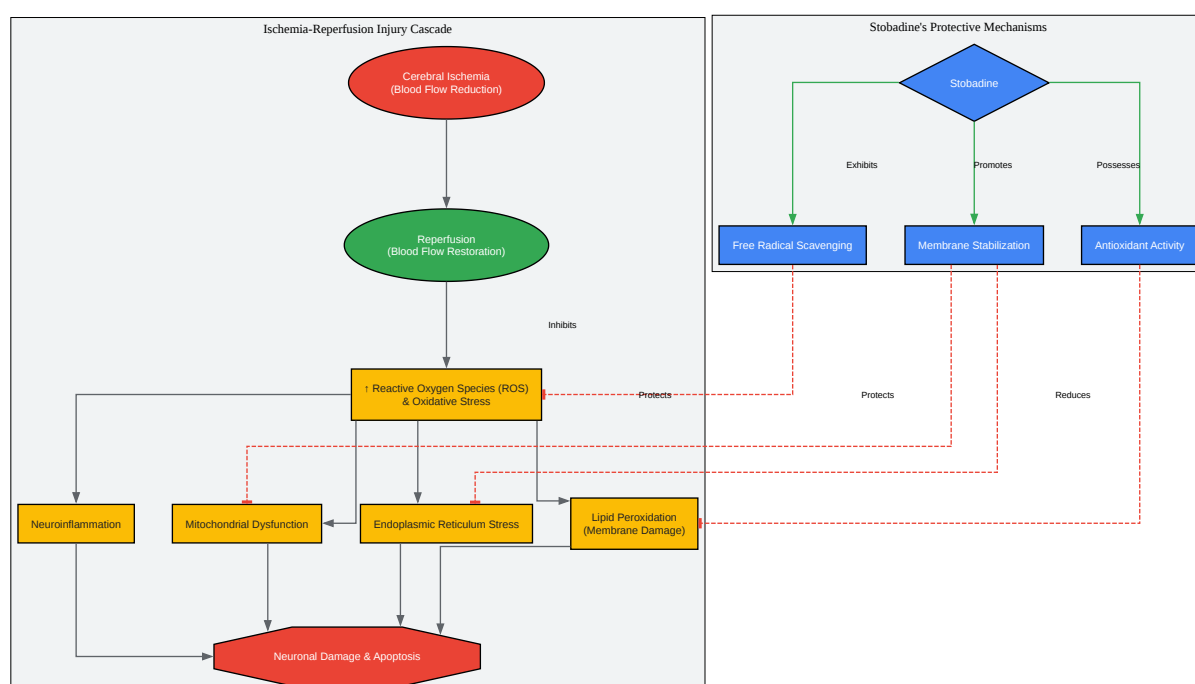 Ischemia-Reperfusion Injury Cascade
Stobadine's Protective Mechanisms
Cerebral Ischemia
(Blood Flow Reduction)
Stobadine
Exhibits
Promotes
Possesses
Reperfusion
(Blood Flow Restoration)
Free Radical Scavenging
Membrane Stabilization
Antioxidant Activity
Inhibits
↑ Reactive Oxygen Species (ROS)
& Oxidative Stress
Protects
Protects
Reduces
Neuroinflammation
Mitochondrial Dysfunction
Endoplasmic Reticulum Stress
Lipid Peroxidation
(Membrane Damage)
Neuronal Damage & Apoptosis